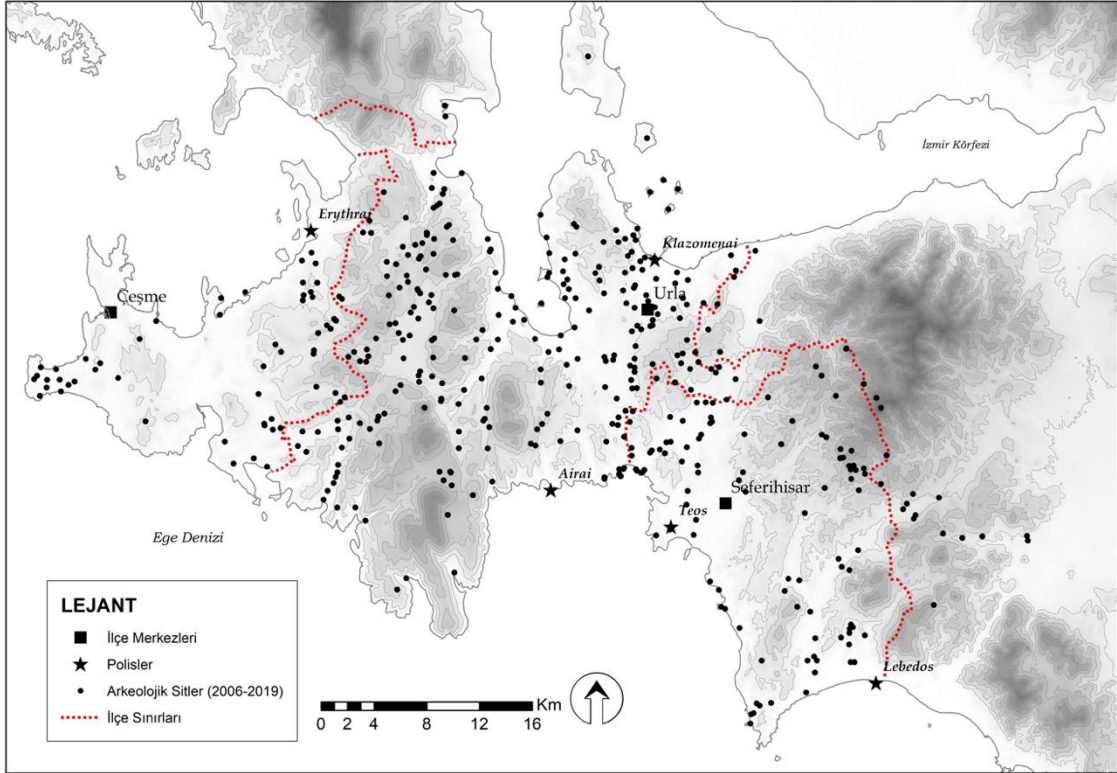 İzmir Körfezi
Erythrai
Klazomenai
Çeşme
Urla
Airai
Seferihisar
Teos
Ege Denizi
Lebedos
LEJANT
İlçe Merkezleri
Polisler
Arkeolojik Sitler (2006-2019)
İlçe Sınırları
Km
0 2 4 8 12 16